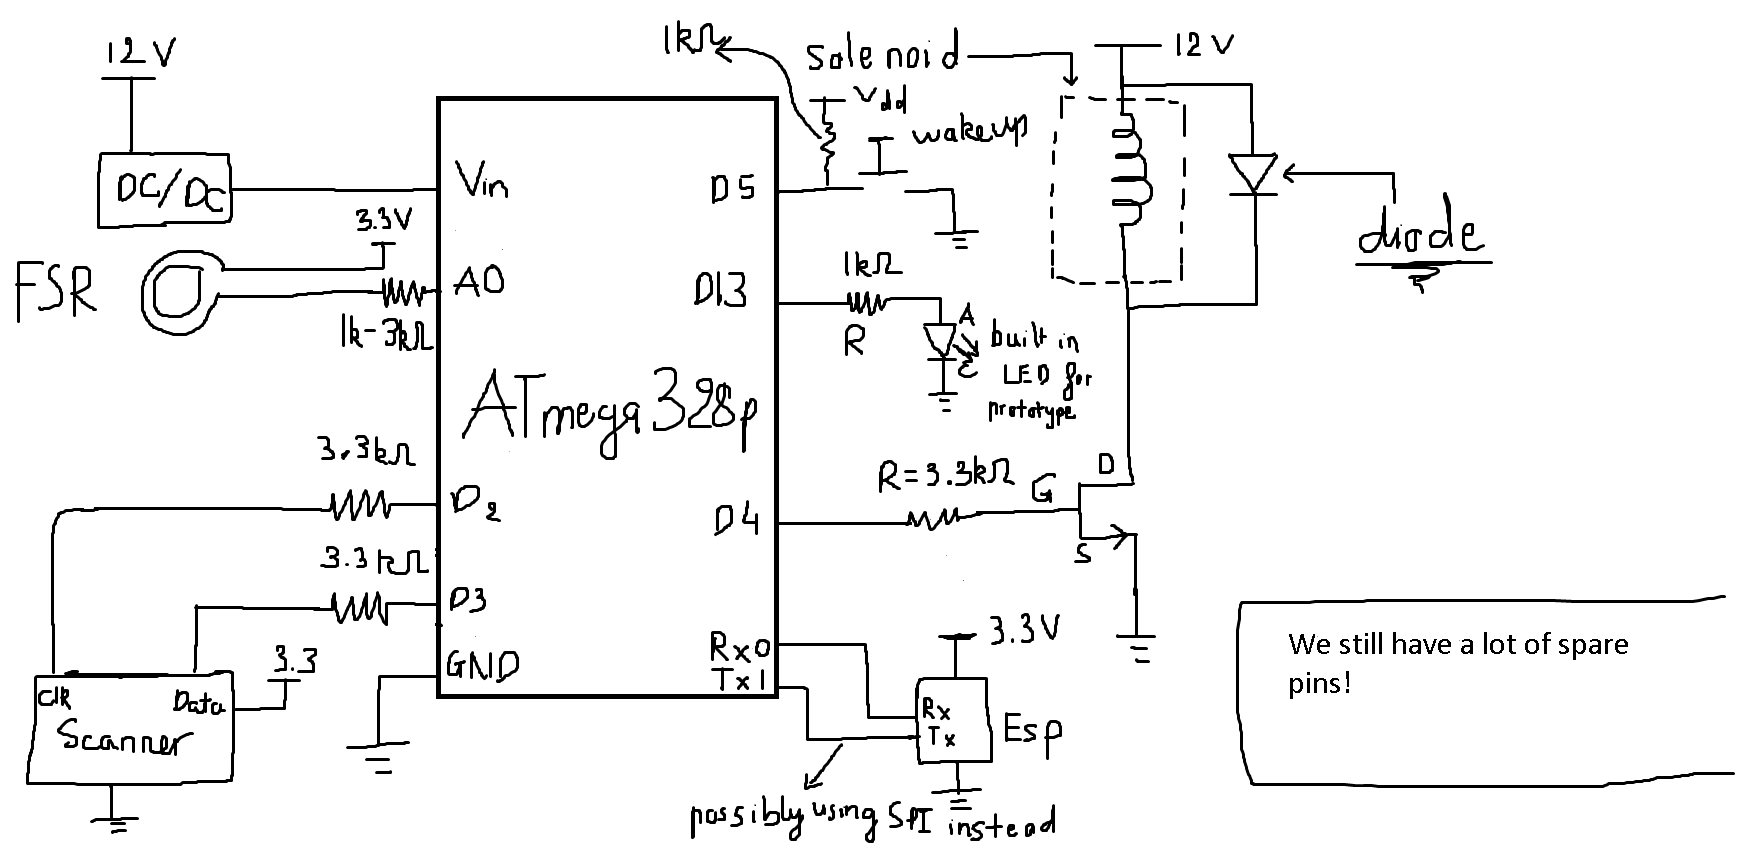 12 V
DC/DC
Vin
3.3V
FSR
A0
1k-3kΩ
ATmega328p
3.3kΩ
D2
3.3kΩ
D3
GND
3.3
Clk
Data
Scanner
1kΩ
Vdd
wakeup
D5
Solenoid
12 V
diode
1kΩ
D13
R
A
C
built in
LED for
prototype
R=3.3kΩ
G
D
S
D4
Rx0
Tx1
3.3V
Rx
Tx
Esp
possibly using SPI instead
We still have a lot of spare
pins!